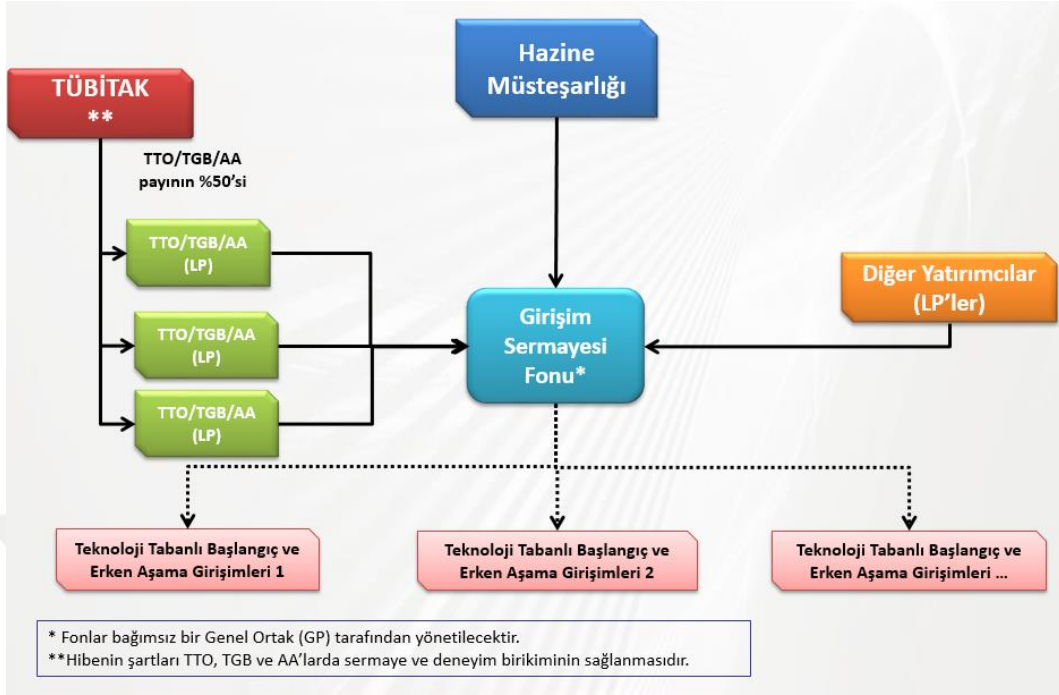 Hazine
Müsteşarlığı
TÜBİTAK
**
TTO/TGB/AA
payının %50'si
TTO/TGB/AA
(LP)
TTO/TGB/AA
(LP)
TTO/TGB/AA
(LP)
Girişim
Sermayesi
Fonu*
Diğer Yatırımcılar
(LP'ler)
Teknoloji Tabanlı Başlangıç ve
Erken Aşama Girişimleri 1
Teknoloji Tabanlı Başlangıç ve
Erken Aşama Girişimleri 2
Teknoloji Tabanlı Başlangıç ve
Erken Aşama Girişimleri ...
* Fonlar bağımsız bir Genel Ortak (GP) tarafından yönetilecektir.
**Hibenin şartları TTO, TGB ve AA'larda sermaye ve deneyim birikiminin sağlanmasıdır.